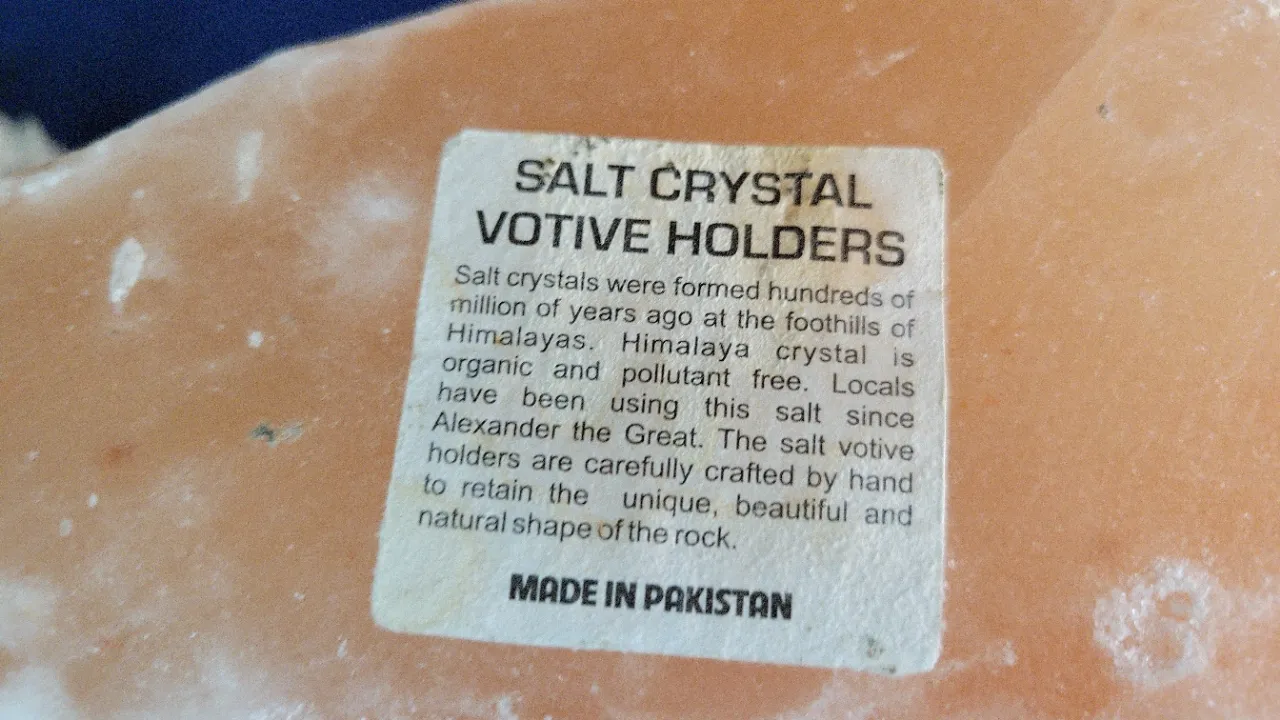 SALT CRYSTAL
VOTIVE HOLDERS
Salt crystals were formed hundreds of
million of years ago at the foothills of
Himalayas. Himalaya crystal is
organic and pollutant free. Locals
have been using this salt since
Alexander the Great. The salt votive
holders are carefully crafted by hand
to retain the unique, beautiful and
natural shape of the rock.
MADE IN PAKISTAN